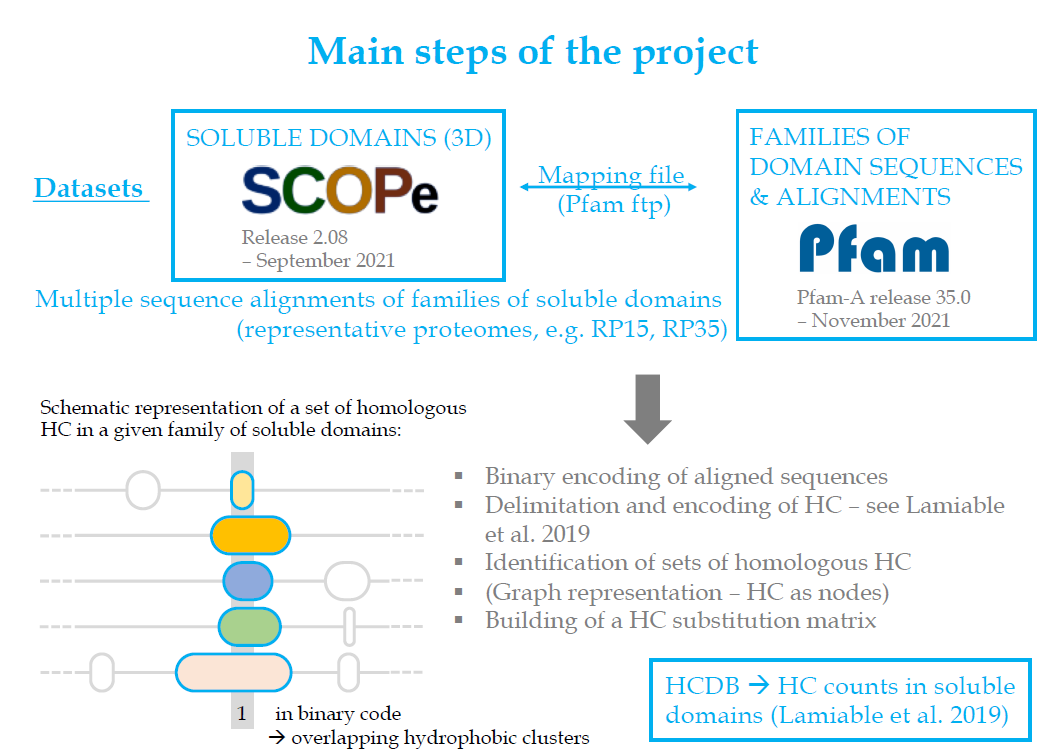 Main steps of the project
SOLUBLE DOMAINS (3D)
SCOPe
Release 2.08
– September 2021
Datasets
Mapping file
(Pfam ftp)
FAMILIES OF
DOMAIN SEQUENCES
& ALIGNMENTS
Pfam
Pfam-A release 35.0
– November 2021
Multiple sequence alignments of families of soluble domains
(representative proteomes, e.g. RP15, RP35)
Schematic representation of a set of homologous
HC in a given family of soluble domains:
▪ Binary encoding of aligned sequences
▪ Delimitation and encoding of HC – see Lamiable
et al. 2019
▪ Identification of sets of homologous HC
▪ (Graph representation – HC as nodes)
▪ Building of a HC substitution matrix
1 in binary code
→ overlapping hydrophobic clusters
HCDB → HC counts in soluble
domains (Lamiable et al. 2019)